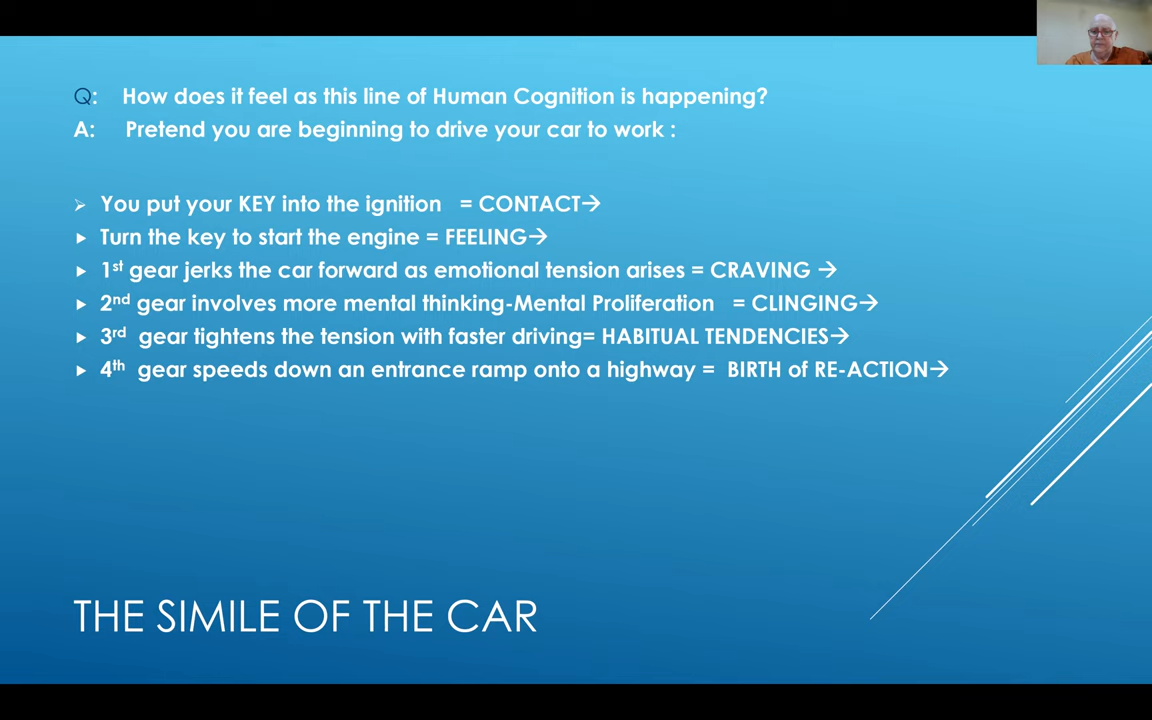 Q: How does it feel as this line of Human Cognition is happening?
A: Pretend you are beginning to drive your car to work :
You put your KEY into the ignition = CONTACT→
Turn the key to start the engine = FEELING→
1st gear jerks the car forward as emotional tension arises = CRAVING →
2nd gear involves more mental thinking-Mental Proliferation = CLINGING→
3rd gear tightens the tension with faster driving= HABITUAL TENDENCIES→
4th gear speeds down an entrance ramp onto a highway = BIRTH of RE-ACTION→
THE SIMILE OF THE CAR